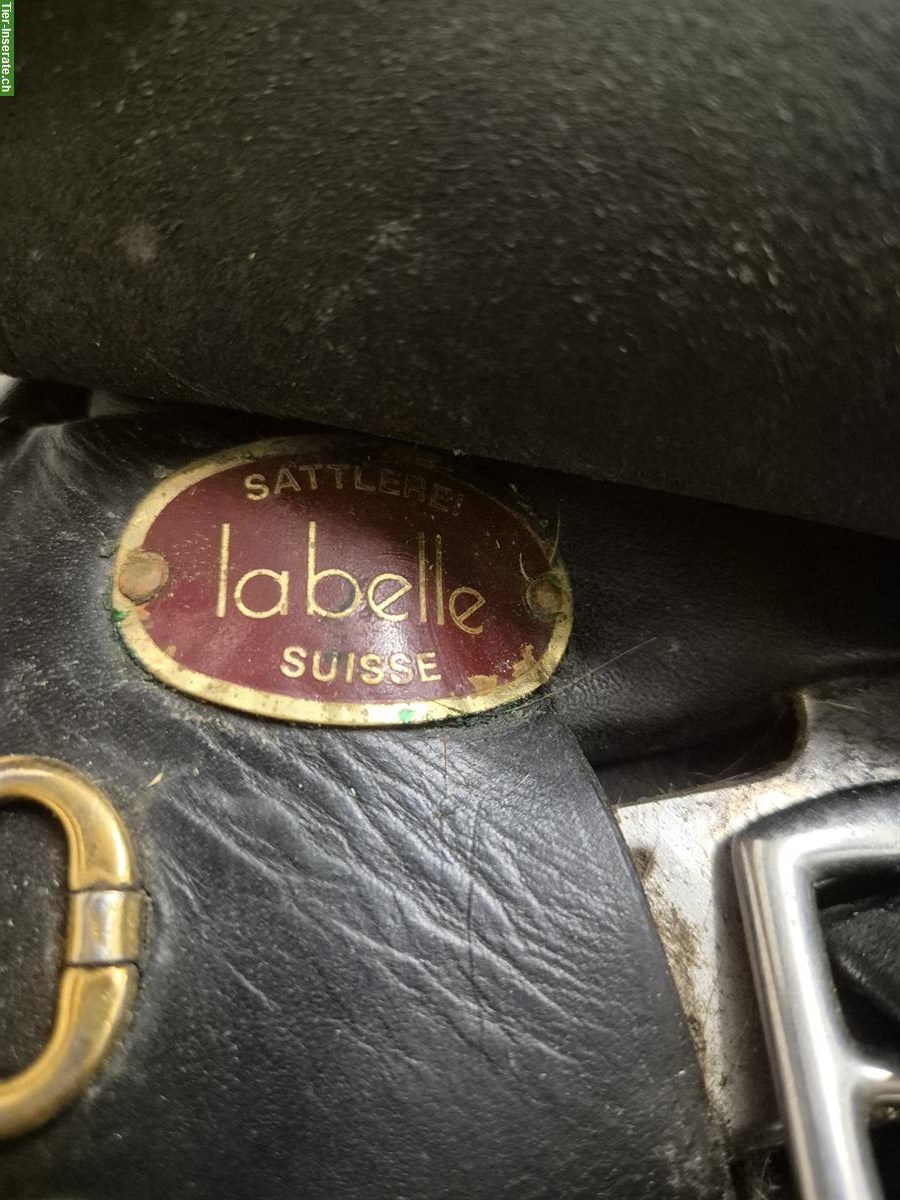 Tier-Inserate.ch
SATTLEREI
labelle
SUISSE